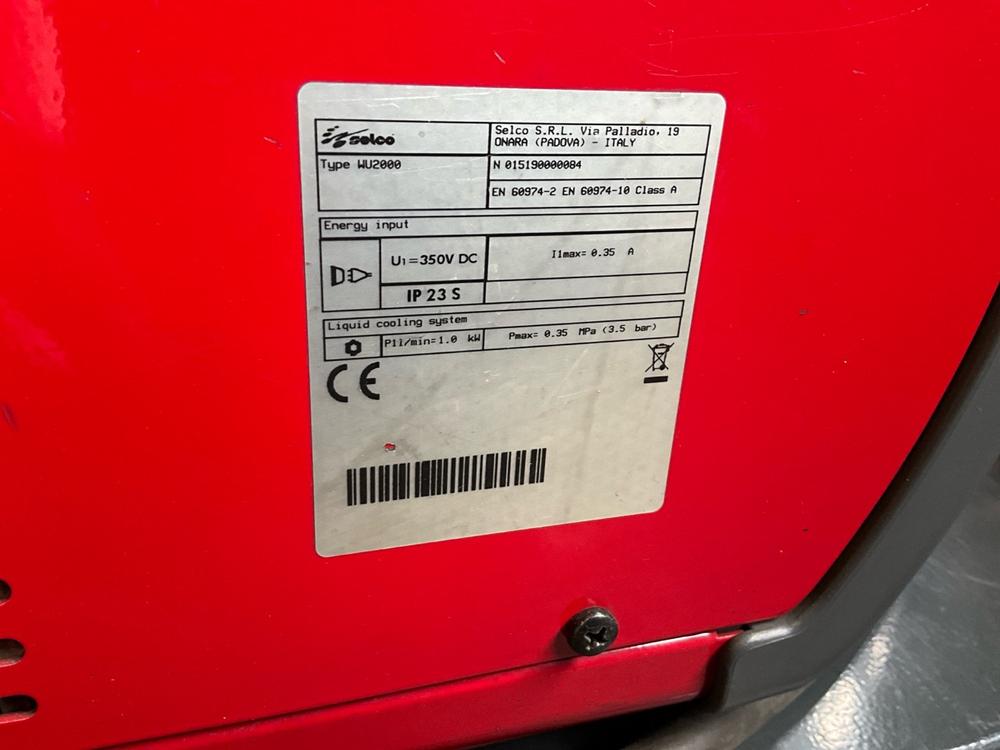 selco
Selco S.R.L. Via Palladio, 19
ONARA (PADOVA) - ITALY
Type WU2000
N 015190000084
EN 60974-2 EN 60974-10 Class A
Energy input
U1=350V DC
I1max= 0.35 A
IP 23 S
Liquid cooling system
P1l/min=1.0 kW
Pmax= 0.35 MPa (3.5 bar)
CE